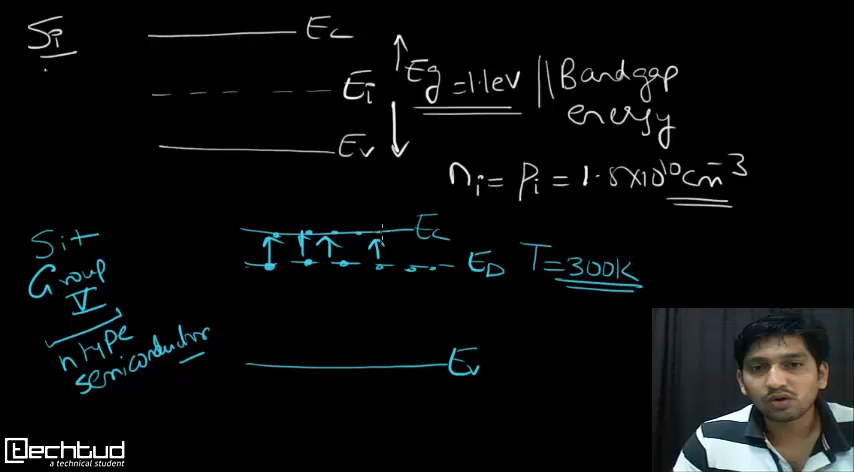 Si
Ec
Ei
Ev
Eg = 1.1eV || Bandgap
energy
ni = pi = 1.5x10^10 cm^-3
Si +
Group
V
n type
semiconductor
Ec
ED T = 300K
Ev
techtud
a technical student